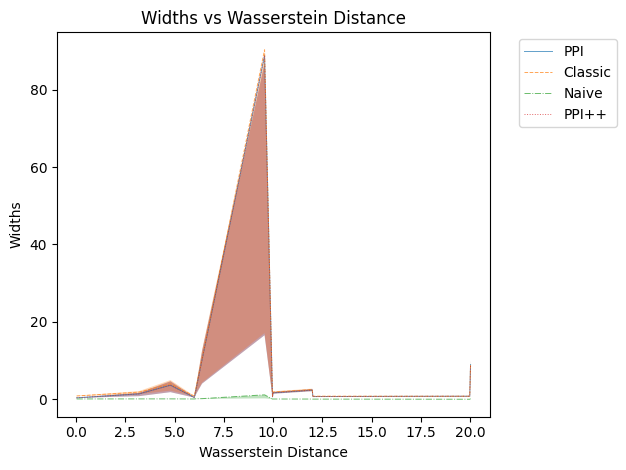 Widths vs Wasserstein Distance
PPI
Classic
Naive
PPI++
Widths
80
60
40
20
0
0.0 2.5 5.0 7.5 10.0 12.5 15.0 17.5 20.0
Wasserstein Distance